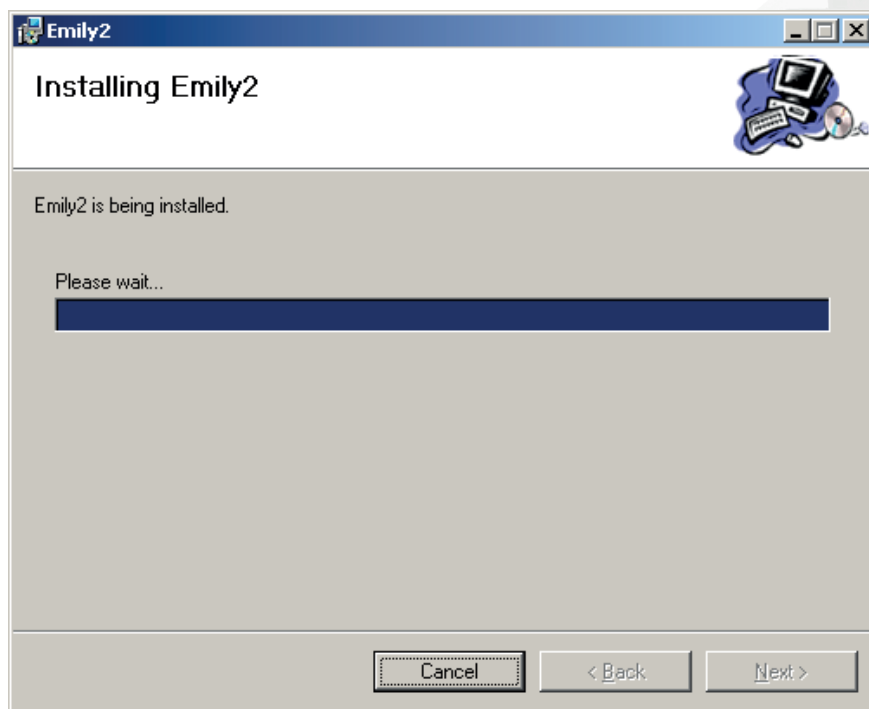 Emily2
Installing Emily2
Emily2 is being installed.
Please wait...
Cancel
< Back
Next >